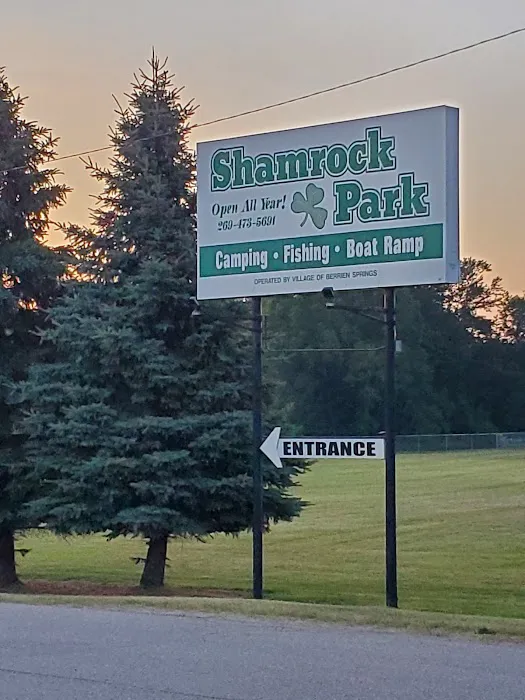 Shamrock
Open All Year!
Park
269-473-5691
Camping • Fishing • Boat Ramp
OPERATED BY VILLAGE OF BERRIEN SPRINGS
ENTRANCE